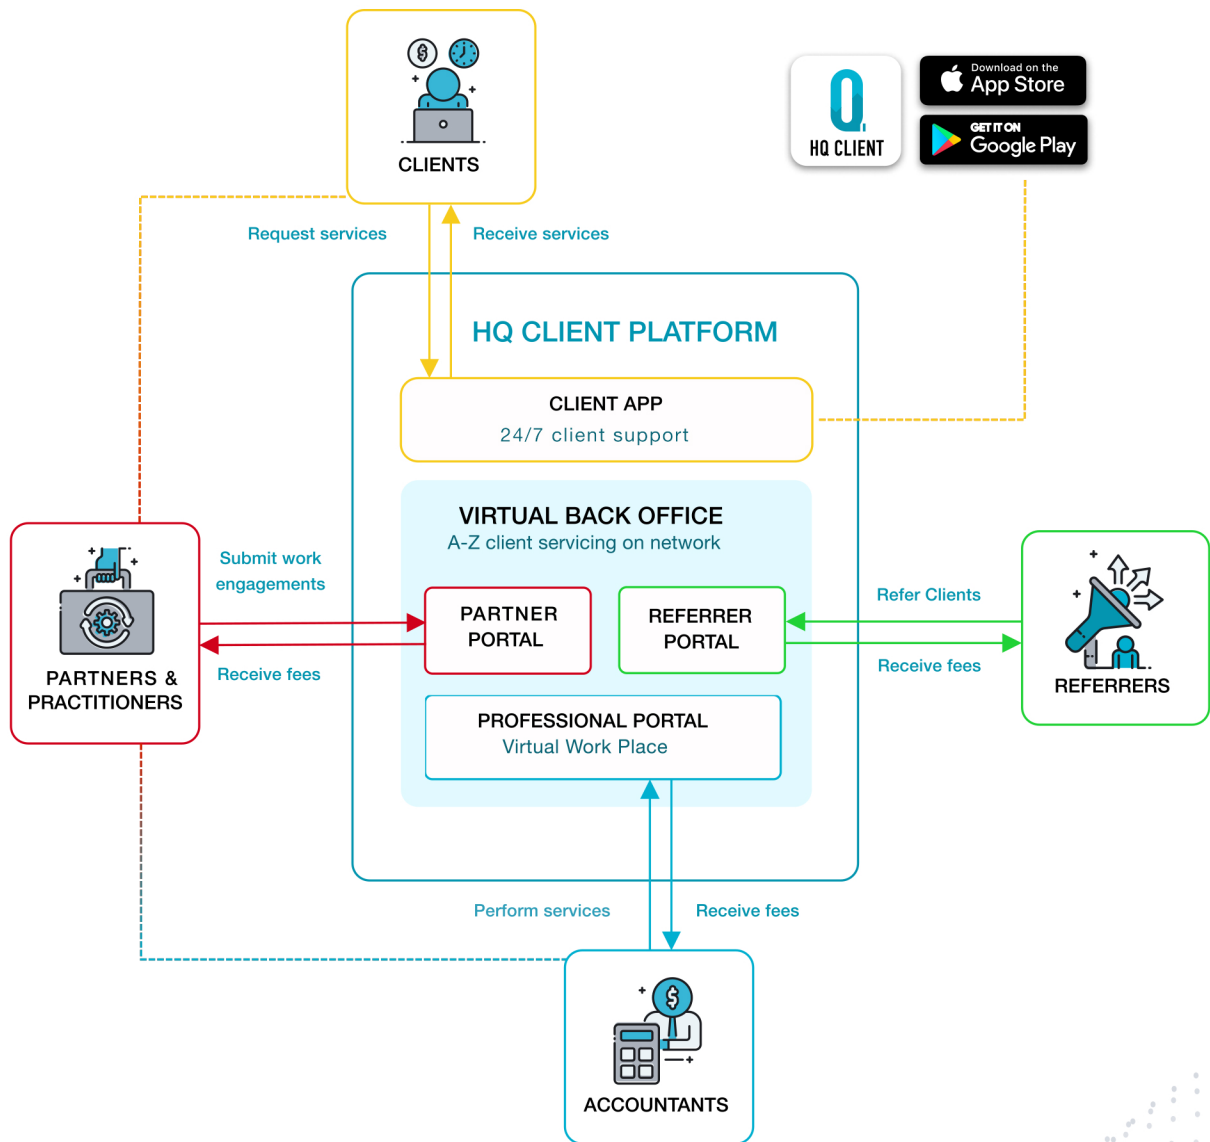 CLIENTS
Download on the
App Store
GET IT ON
Google Play
HQ CLIENT
Request services
Receive services
HQ CLIENT PLATFORM
CLIENT APP
24/7 client support
VIRTUAL BACK OFFICE
A-Z client servicing on network
Submit work
engagements
PARTNER
PORTAL
REFERRER
PORTAL
Refer Clients
Receive fees
Receive fees
PARTNERS &
PRACTITIONERS
REFERRERS
PROFESSIONAL PORTAL
Virtual Work Place
Perform services
Receive fees
ACCOUNTANTS